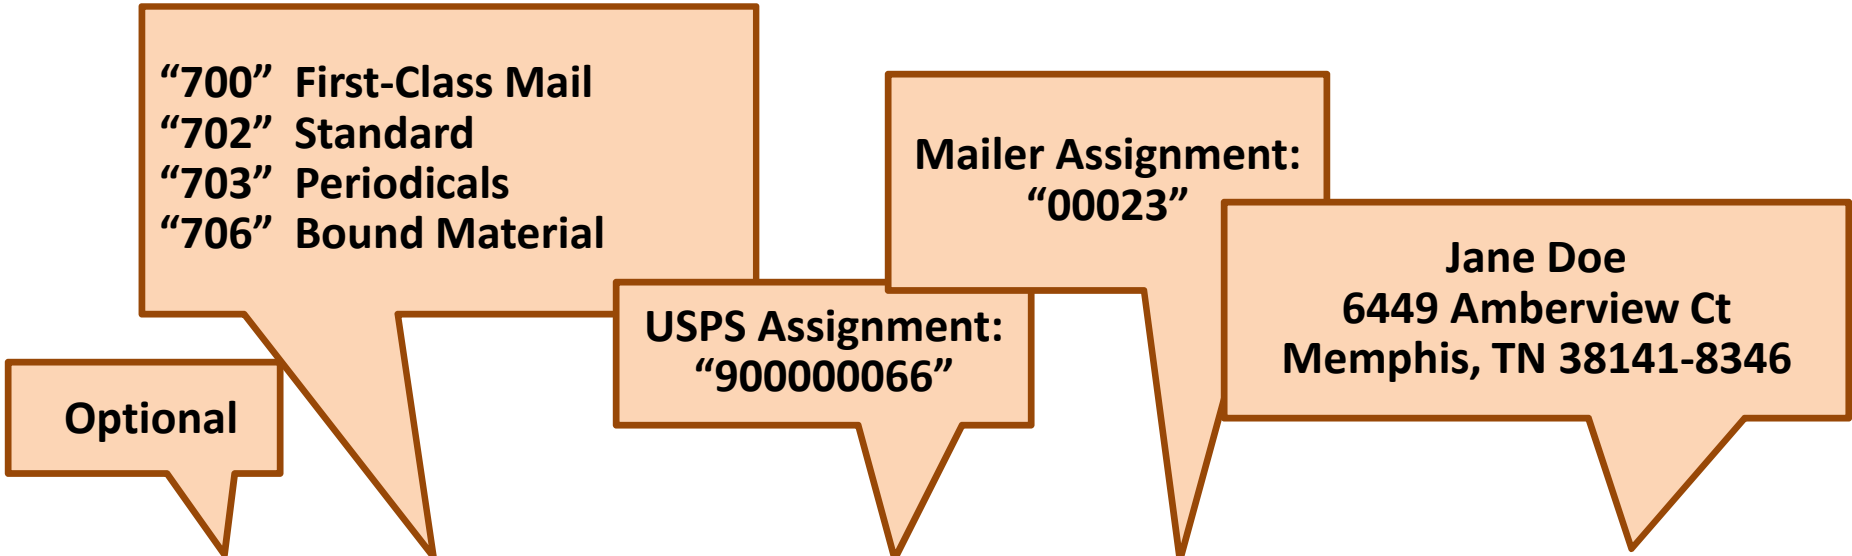 “700”  First-Class Mail
“702”  Standard
“703”  Periodicals
“706”  Bound Material
Mailer Assignment:
“00023”
Jane Doe
6449 Amberview Ct
Memphis, TN 38141-8346
USPS Assignment:
“900000066”
Optional